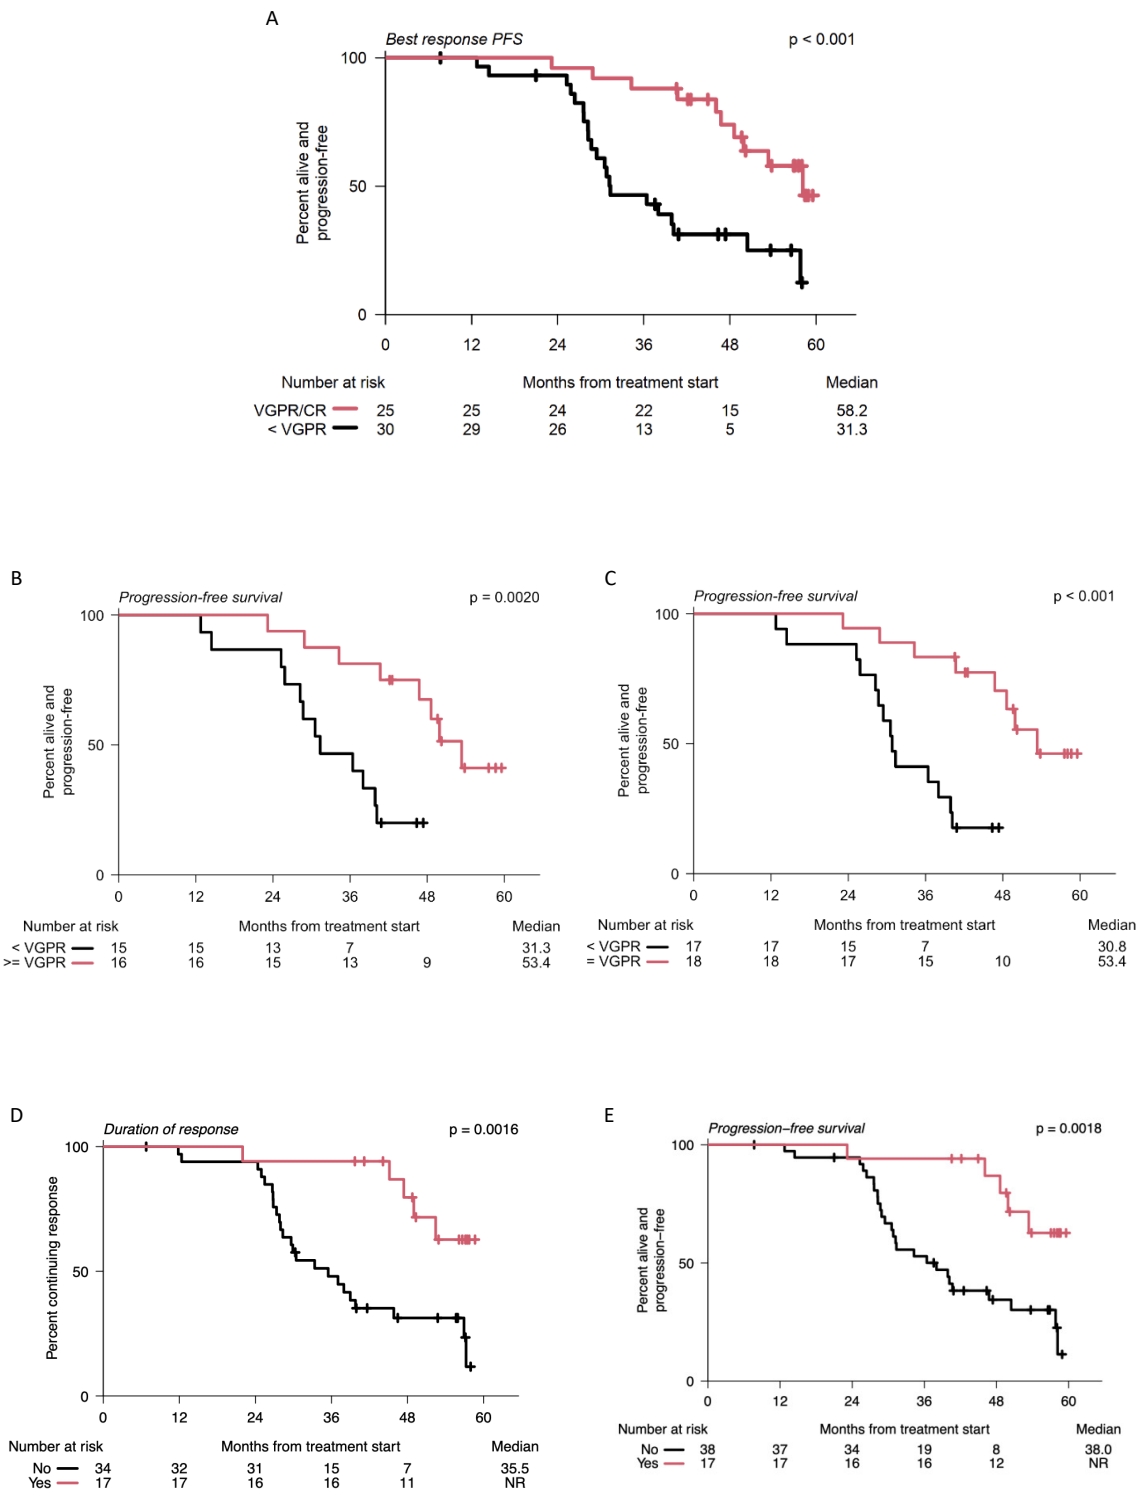 A
Best response PFS p < 0.001
100
50
0
Percent alive and
progression-free
0 12 24 36 48 60
Number at risk Months from treatment start Median
VGPR/CR 25 25 24 22 15 58.2
< VGPR 30 29 26 13 5 31.3
B
Progression-free survival p = 0.0020
100
50
0
Percent alive and
progression-free
0 12 24 36 48 60
Number at risk Months from treatment start Median
< VGPR 15 15 13 7 31.3
>= VGPR 16 16 15 13 9 53.4
C
Progression-free survival p < 0.001
100
50
0
Percent alive and
progression-free
0 12 24 36 48 60
Number at risk Months from treatment start Median
< VGPR 17 17 15 7 30.8
= VGPR 18 18 17 15 10 53.4
D
Duration of response p = 0.0016
100
50
0
Percent continuing response
0 12 24 36 48 60
Number at risk Months from treatment start Median
No 34 32 31 15 7 35.5
Yes 17 17 16 16 11 NR
E
Progression–free survival p = 0.0018
100
50
0
Percent alive and
progression–free
0 12 24 36 48 60
Number at risk Months from treatment start Median
No 38 37 34 19 8 38.0
Yes 17 17 16 16 12 NR